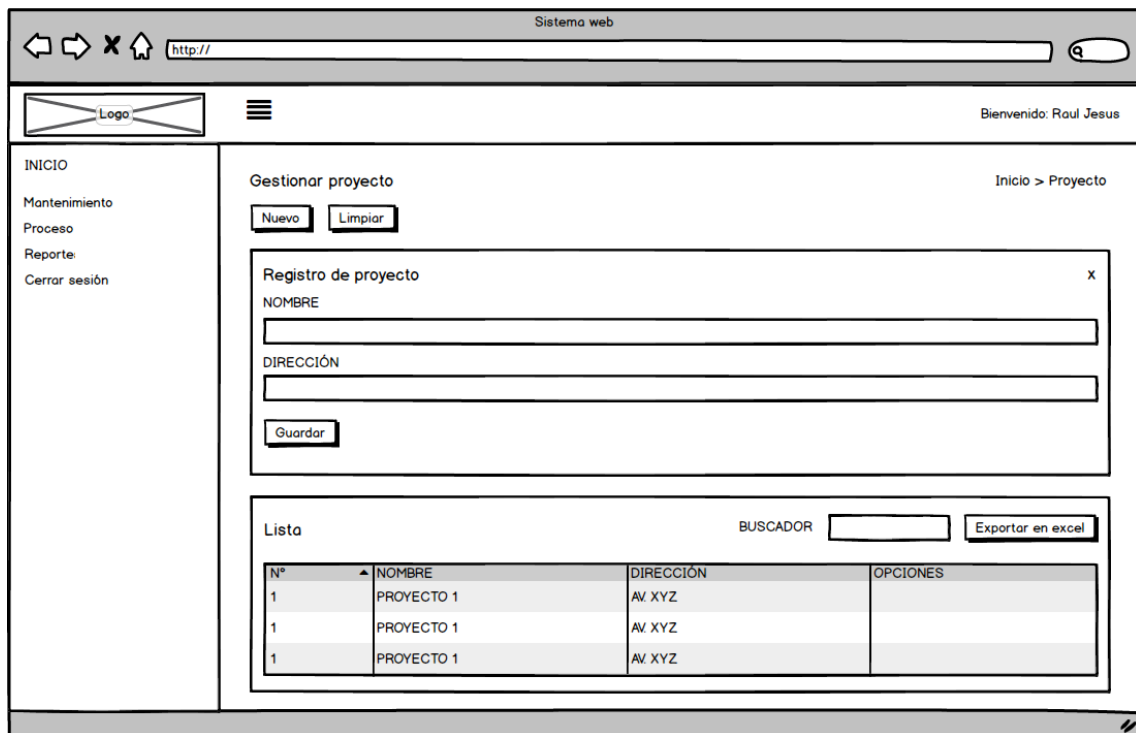 Sistema web
http://
Logo
Bienvenido: Raul Jesus
INICIO
Mantenimiento
Proceso
Reporte
Cerrar sesión
Gestionar proyecto
Inicio > Proyecto
Nuevo Limpiar
Registro de proyecto x
NOMBRE
DIRECCIÓN
Guardar
Lista BUSCADOR Exportar en excel
N° NOMBRE DIRECCIÓN OPCIONES
1 PROYECTO 1 AV. XYZ
1 PROYECTO 1 AV. XYZ
1 PROYECTO 1 AV. XYZ